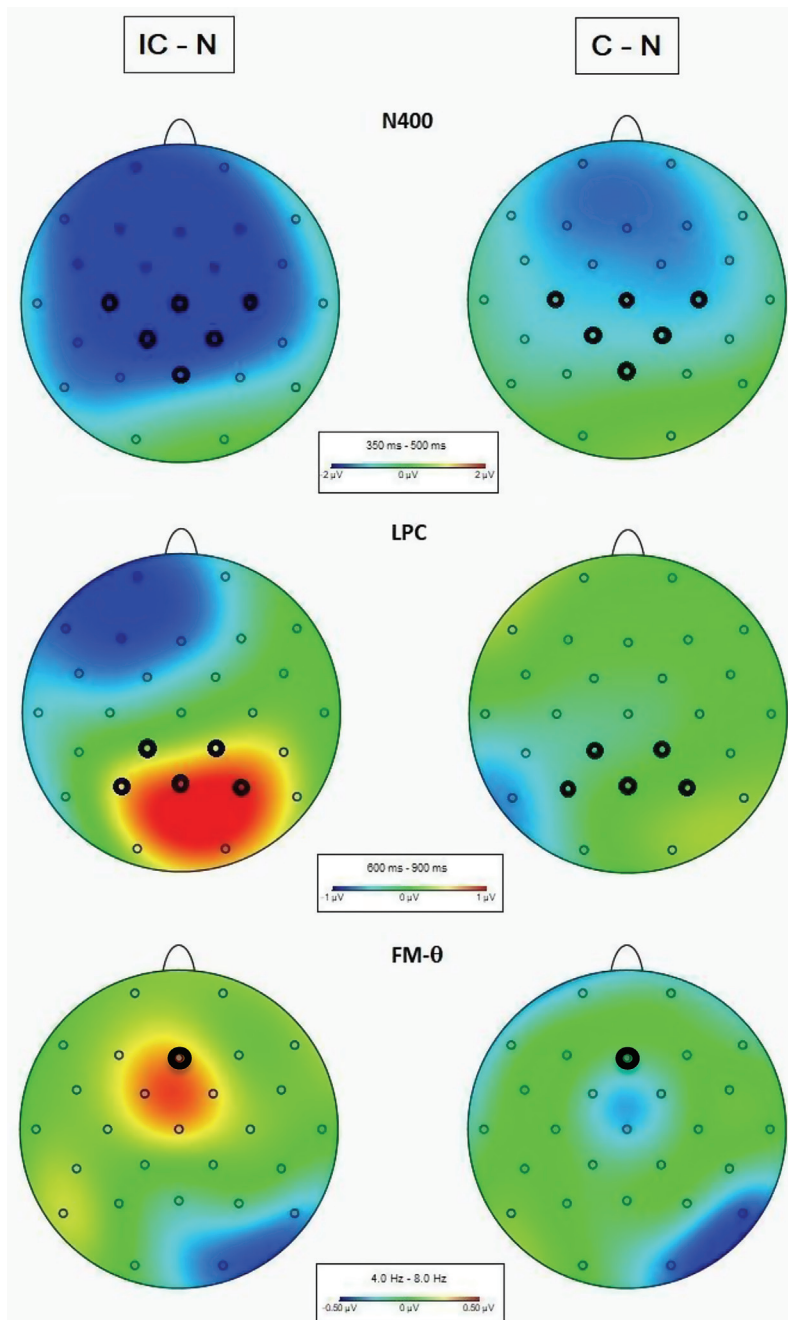 IC - N
C - N
N400
350 ms - 500 ms
-2 µV 0 µV 2 µV
LPC
600 ms - 900 ms
-1 µV 0 µV 1 µV
FM-θ
4.0 Hz - 8.0 Hz
-0.50 µV 0 µV 0.50 µV